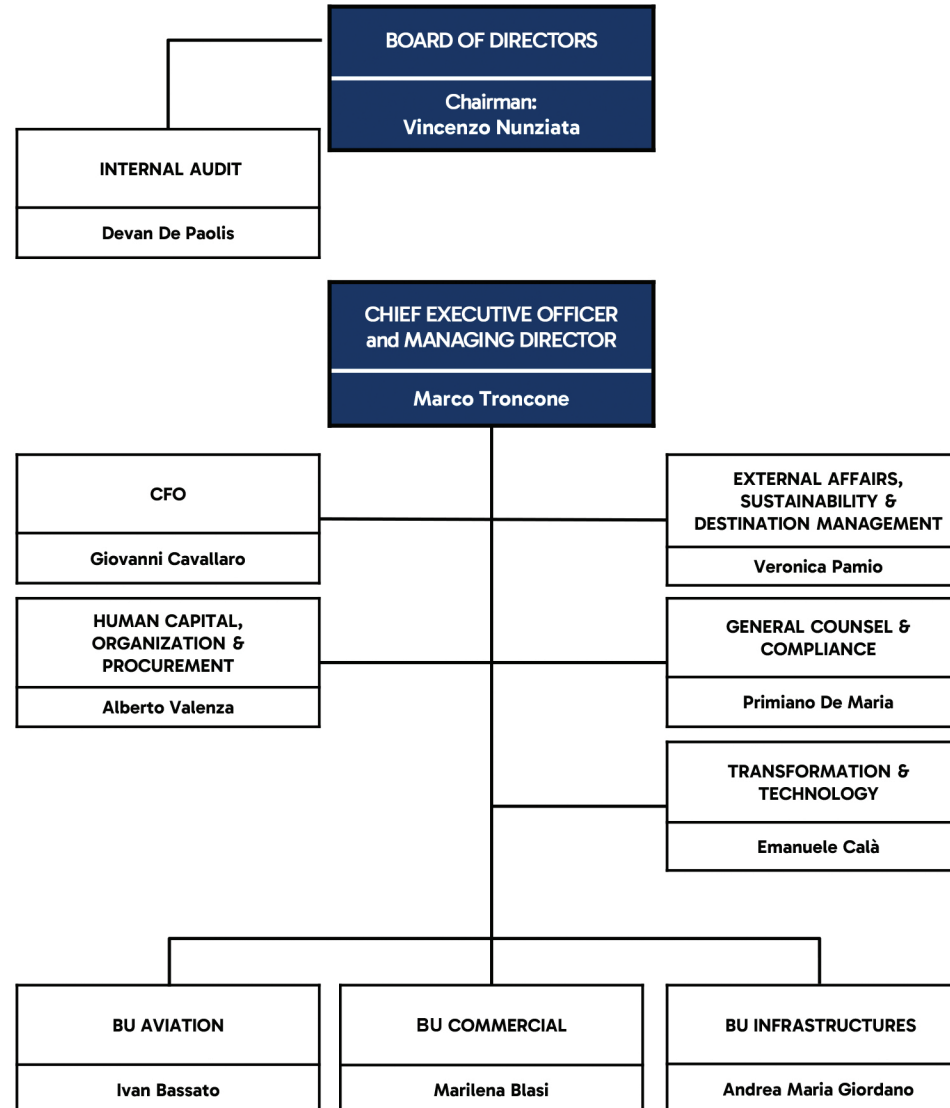 BOARD OF DIRECTORS
Chairman:
Vincenzo Nunziata
INTERNAL AUDIT
Devan De Paolis
CHIEF EXECUTIVE OFFICER
and MANAGING DIRECTOR
Marco Troncone
CFO
Giovanni Cavallaro
EXTERNAL AFFAIRS,
SUSTAINABILITY &
DESTINATION MANAGEMENT
Veronica Pamio
HUMAN CAPITAL,
ORGANIZATION &
PROCUREMENT
Alberto Valenza
GENERAL COUNSEL &
COMPLIANCE
Primiano De Maria
TRANSFORMATION &
TECHNOLOGY
Emanuele Calà
BU AVIATION
Ivan Bassato
BU COMMERCIAL
Marilena Blasi
BU INFRASTRUCTURES
Andrea Maria Giordano